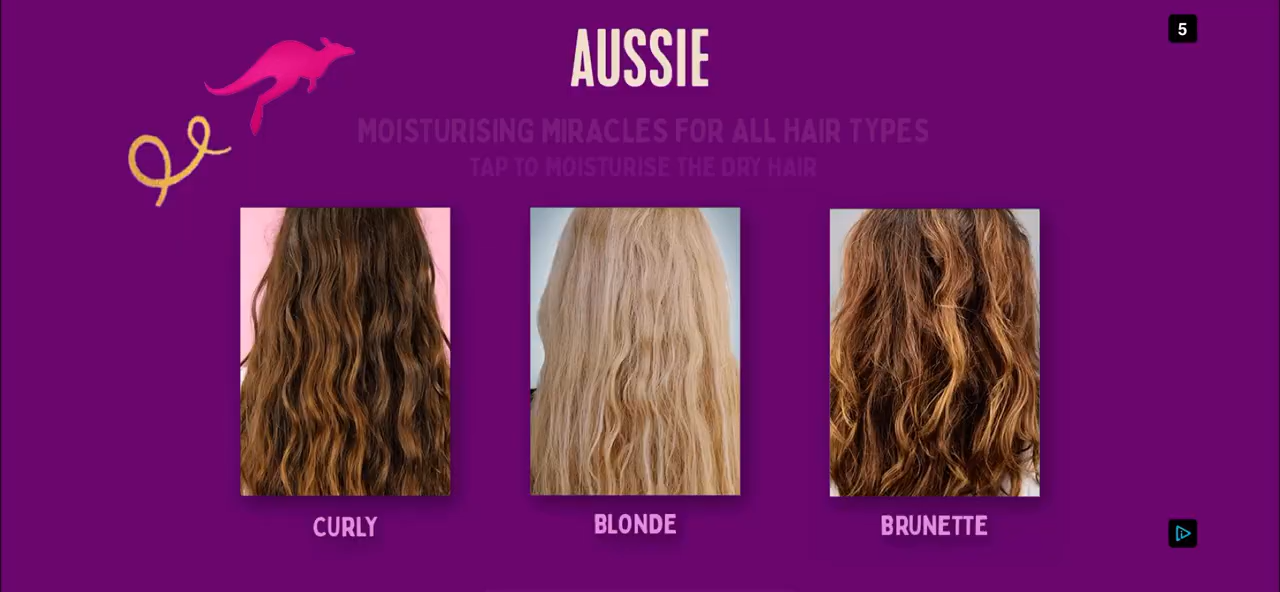 AUSSIE
5
MOISTURISING MIRACLES FOR ALL HAIR TYPES
TAP TO MOISTURISE THE DRY HAIR
CURLY
BLONDE
BRUNETTE